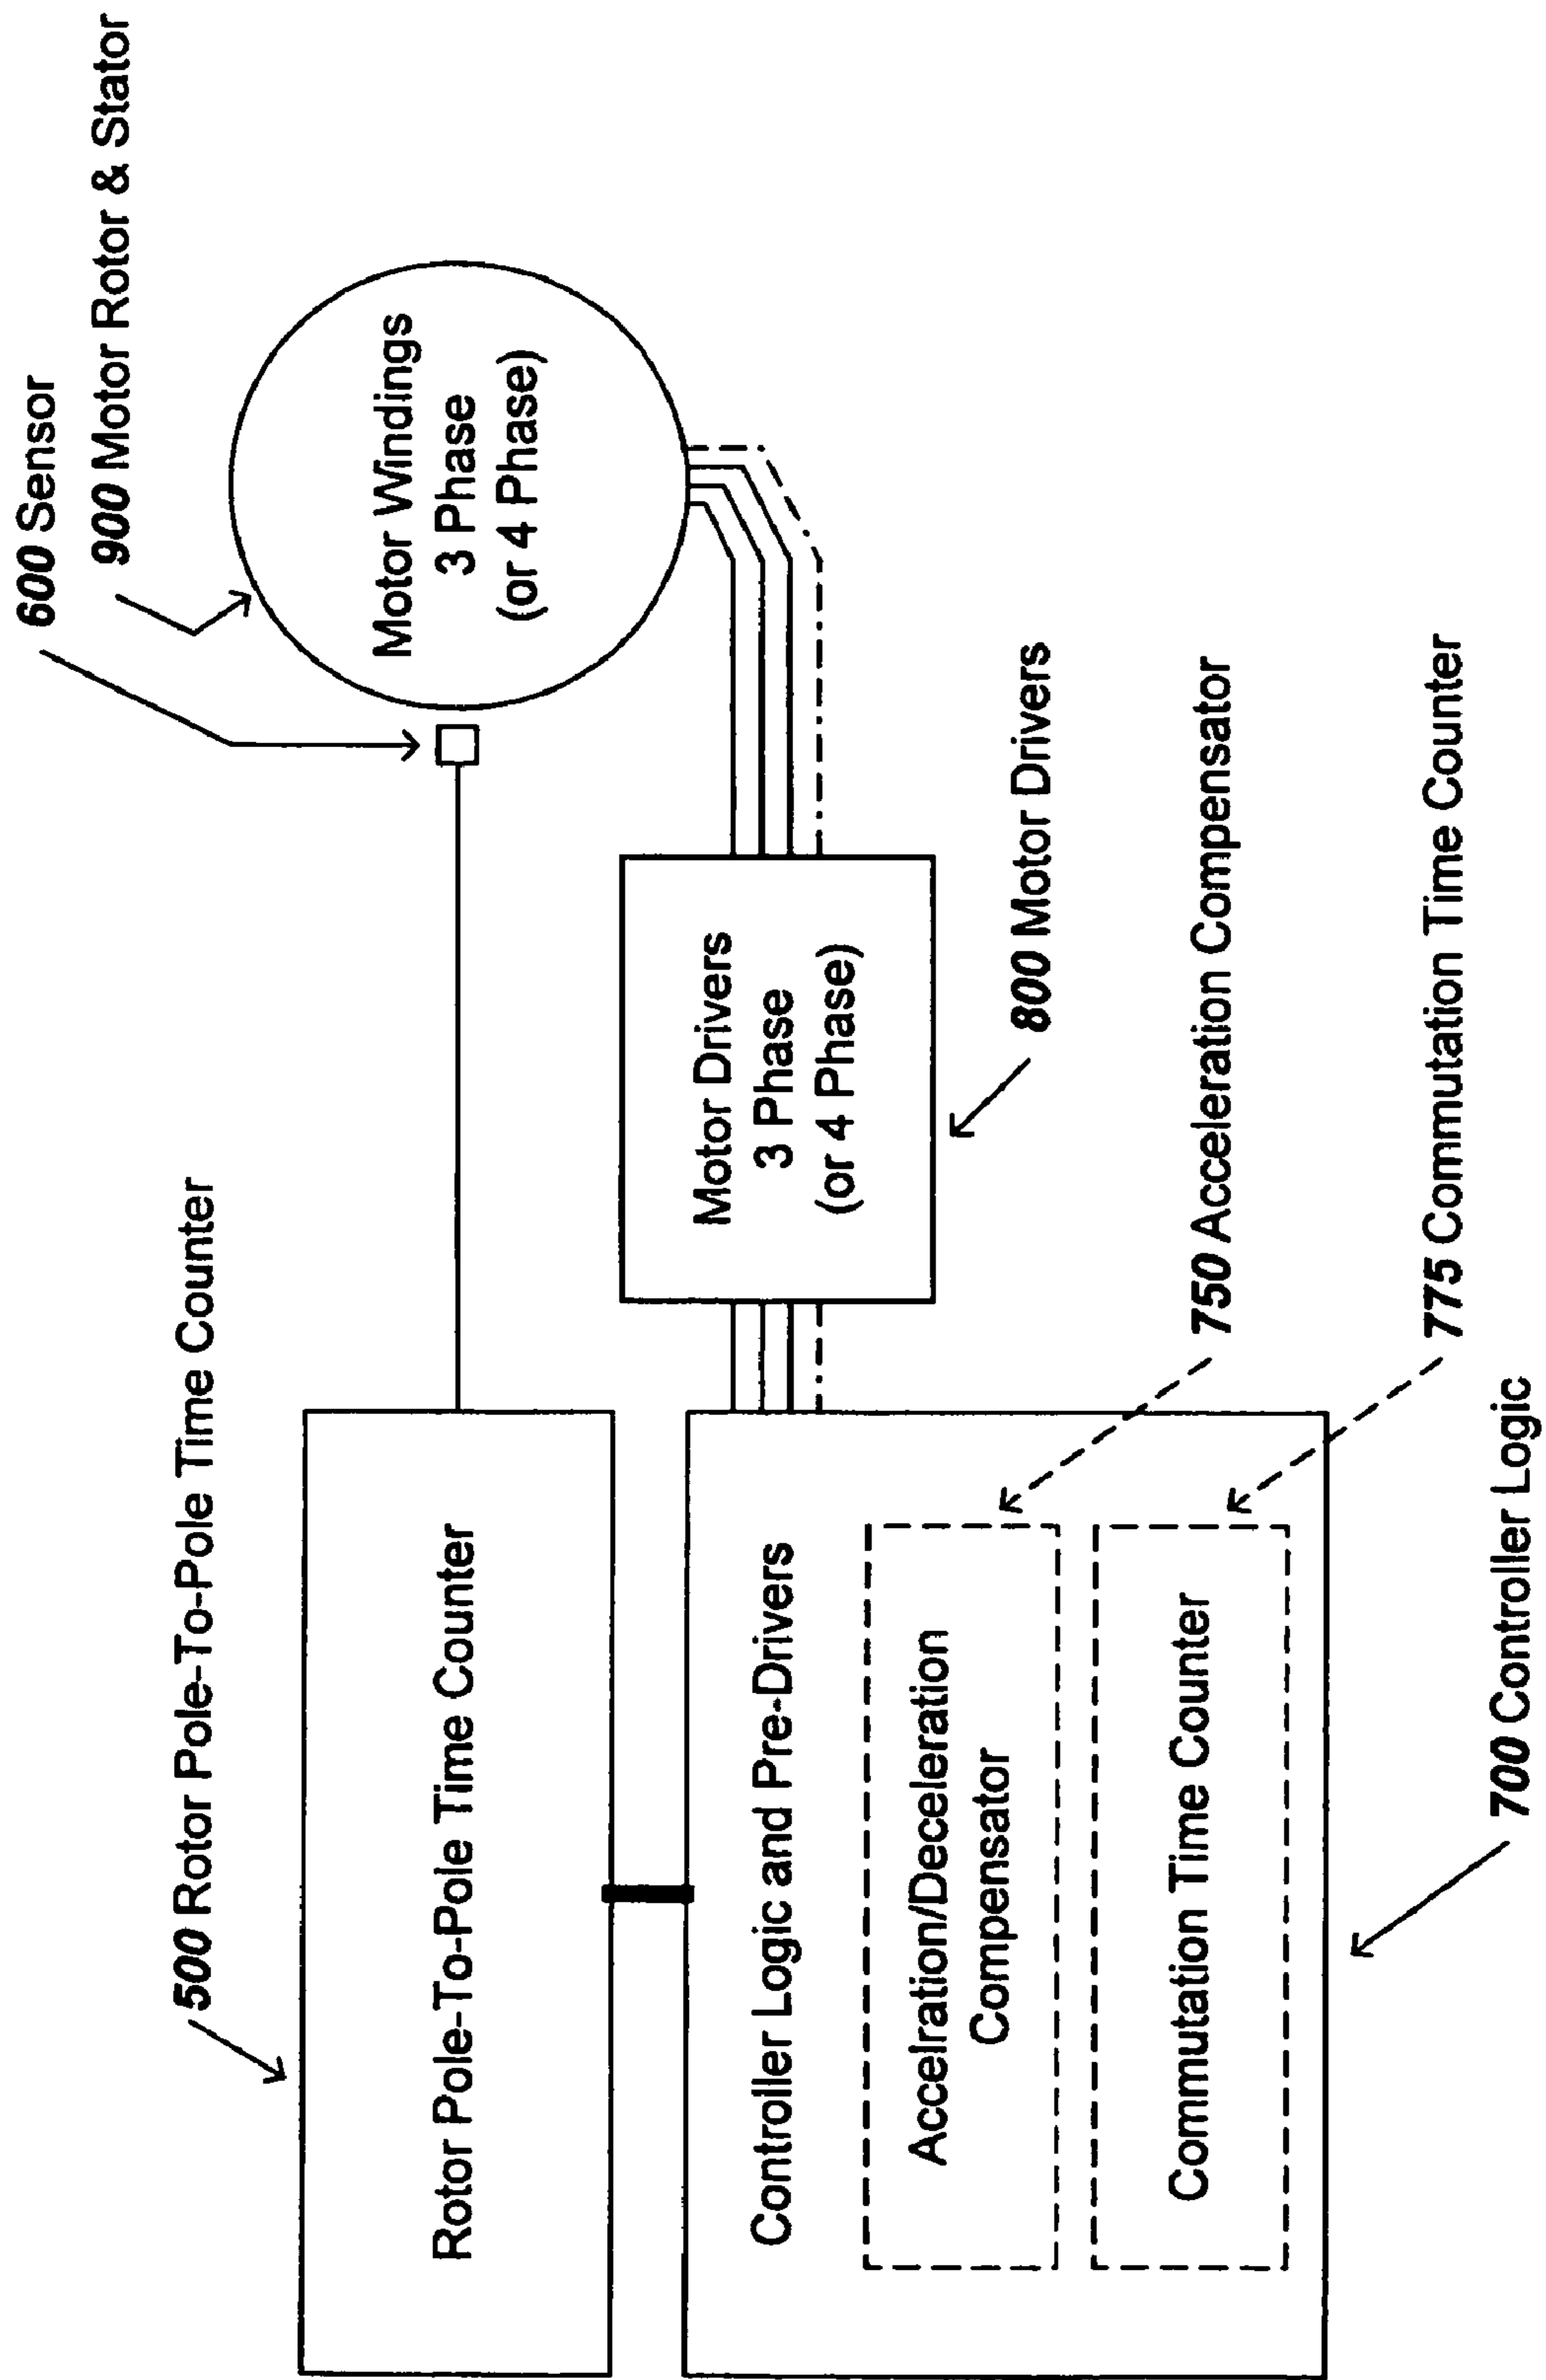 600 Sensor
900 Motor Rotor & Stator
500 Rotor Pole-To-Pole Time Counter
Motor Windings
3 Phase
(or 4 Phase)
Rotor Pole-To-Pole Time Counter
Motor Drivers
3 Phase
(or 4 Phase)
Controller Logic and Pre-Drivers
Accelration/Deceleration
Compensator
Commutation Time Counter
800 Motor Drivers
750 Acceleration Compensator
775 Commutation Time Counter
700 Controller Logic